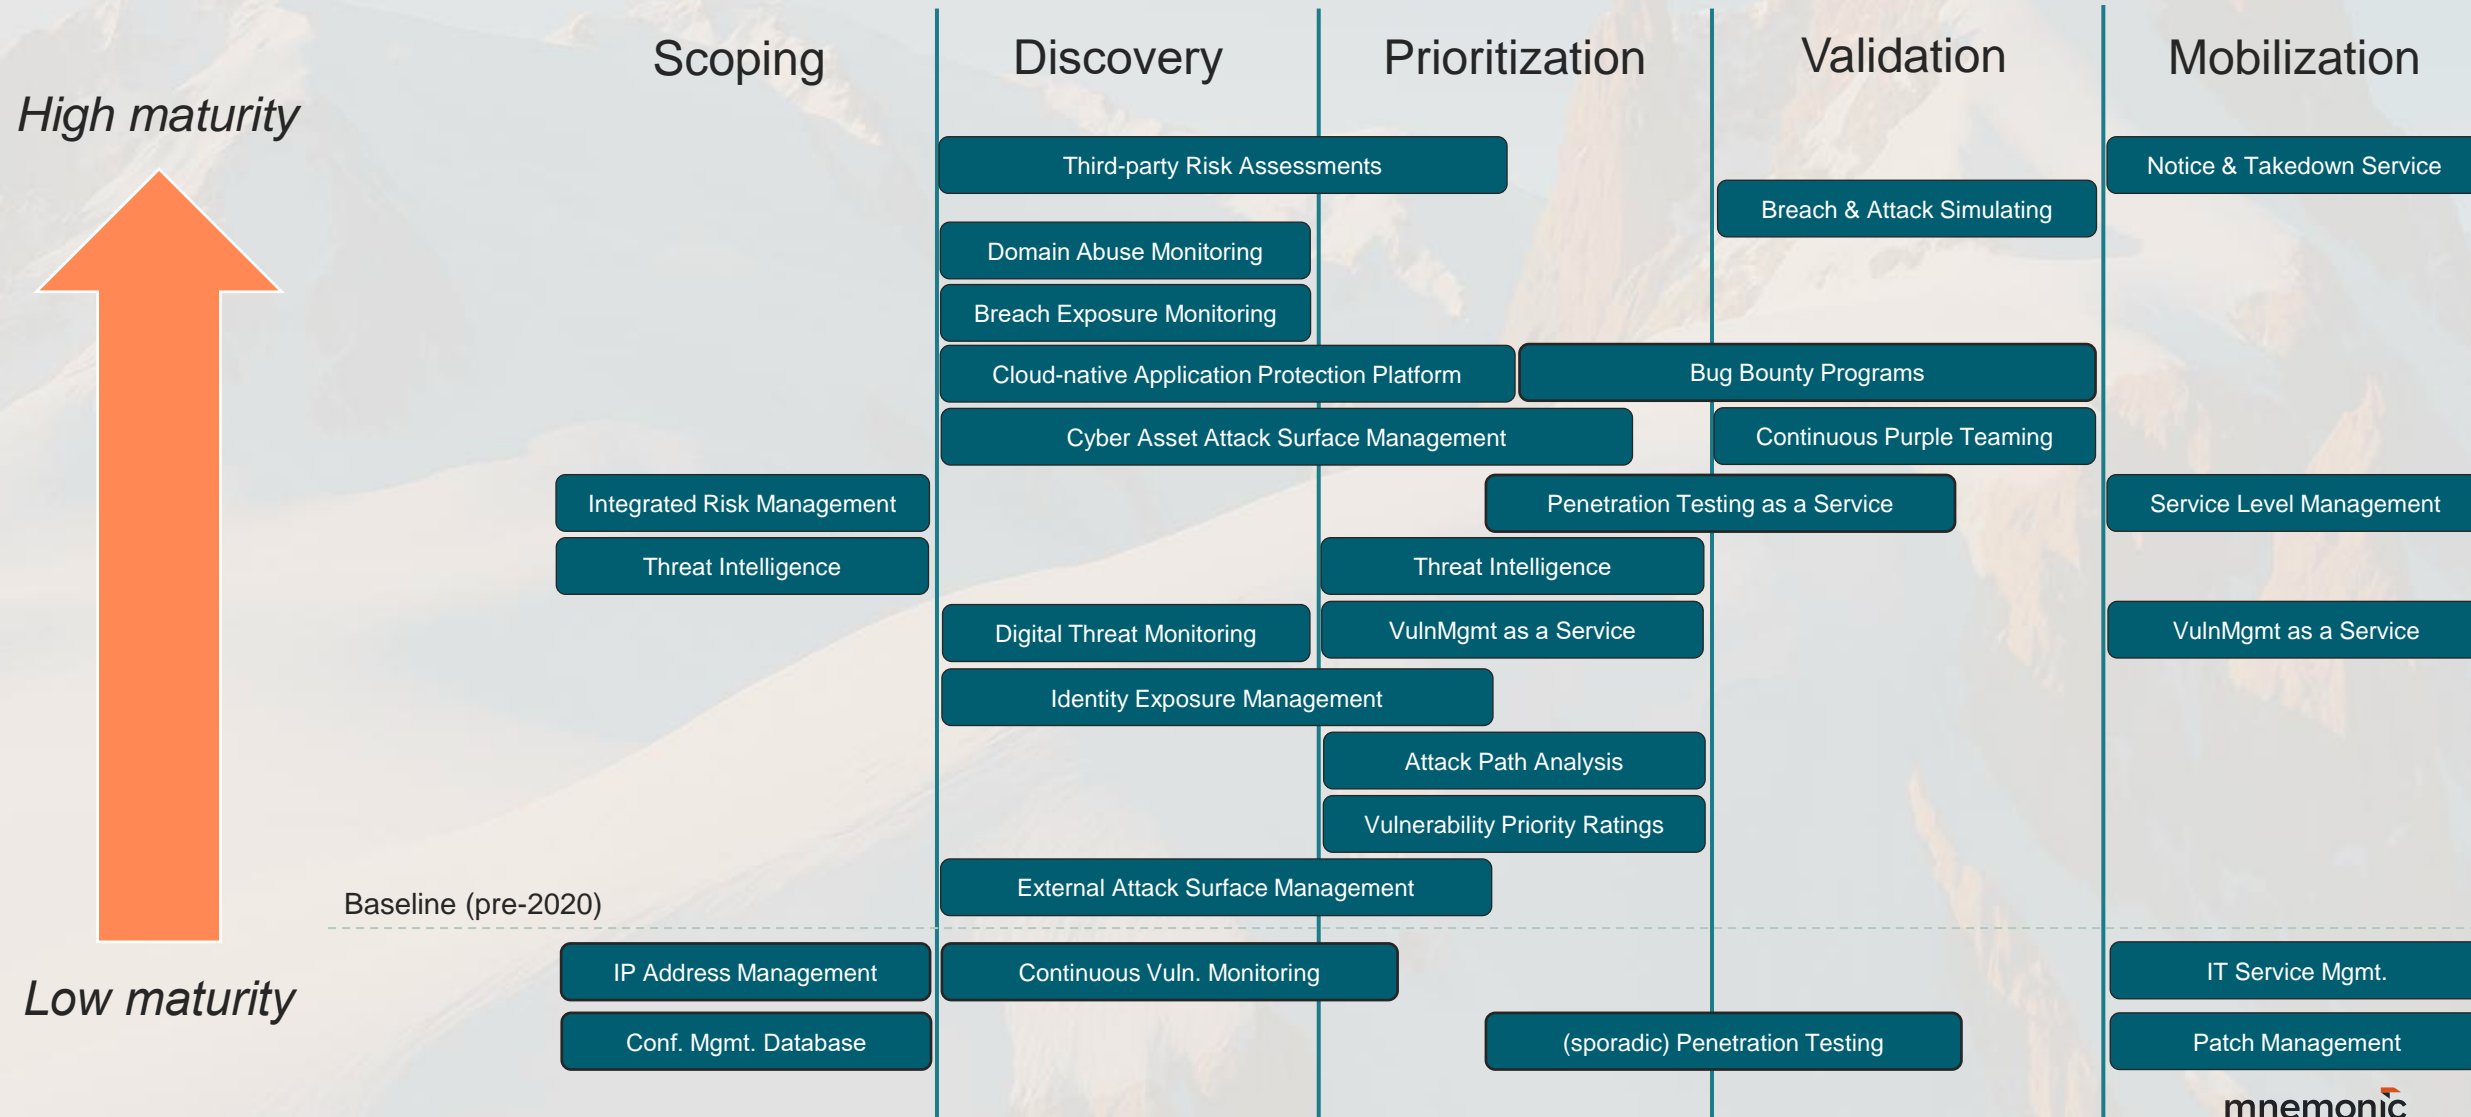 Scoping
Discovery
Prioritization
Validation
Mobilization
High maturity
Third-party Risk Assessments
Notice & Takedown Service
Breach & Attack Simulating
Domain Abuse Monitoring
Breach Exposure Monitoring
Cloud-native Application Protection Platform
Bug Bounty Programs
Cyber Asset Attack Surface Management
Continuous Purple Teaming
Integrated Risk Management
Penetration Testing as a Service
Service Level Management
Threat Intelligence
Threat Intelligence
Digital Threat Monitoring
VulnMgmt as a Service
VulnMgmt as a Service
Identity Exposure Management
Attack Path Analysis
Vulnerability Priority Ratings
External Attack Surface Management
Baseline (pre-2020)
IP Address Management
Continuous Vuln. Monitoring
IT Service Mgmt.
Low maturity
Conf. Mgmt. Database
(sporadic) Penetration Testing
Patch Management
mnemonic